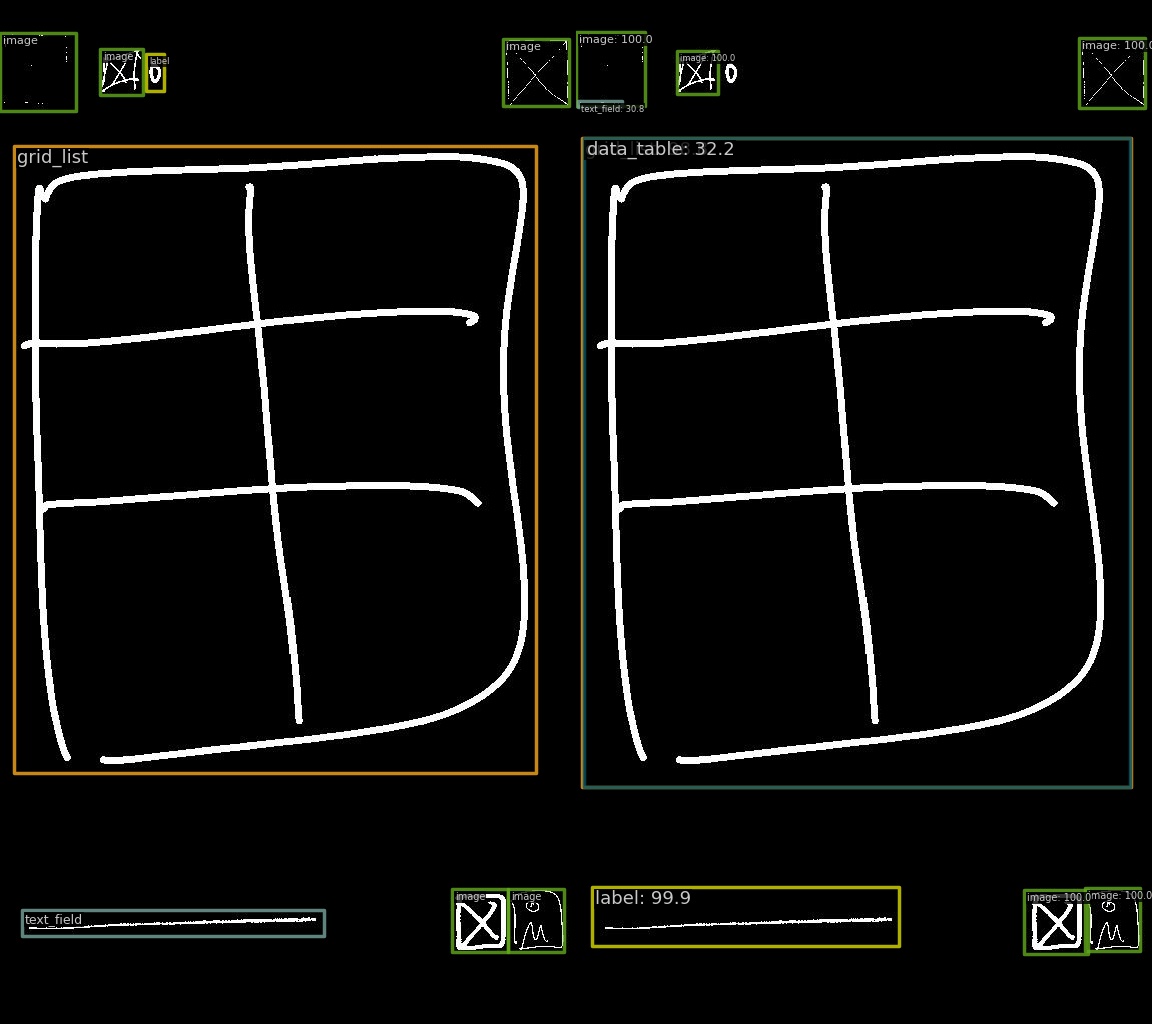 image
image
label
image
image: 100.0
image: 100.0
image: 100.0
text_field: 30.8
grid_list
data_table: 32.2
text_field
image
image
label: 99.9
image: 100.0
image: 100.0